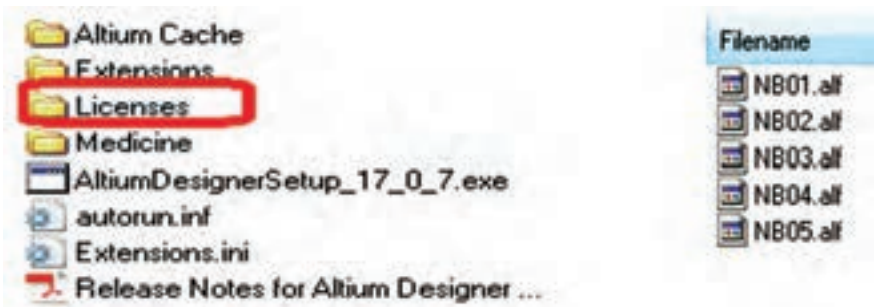 Altium Cache
Extensions
Licenses
Medicine
AltiumDesignerSetup_17_0_7.exe
autorun.inf
Extensions.ini
Release Notes for Altium Designer ...
Filename
NB01.alf
NB02.alf
NB03.alf
NB04.alf
NB05.alf